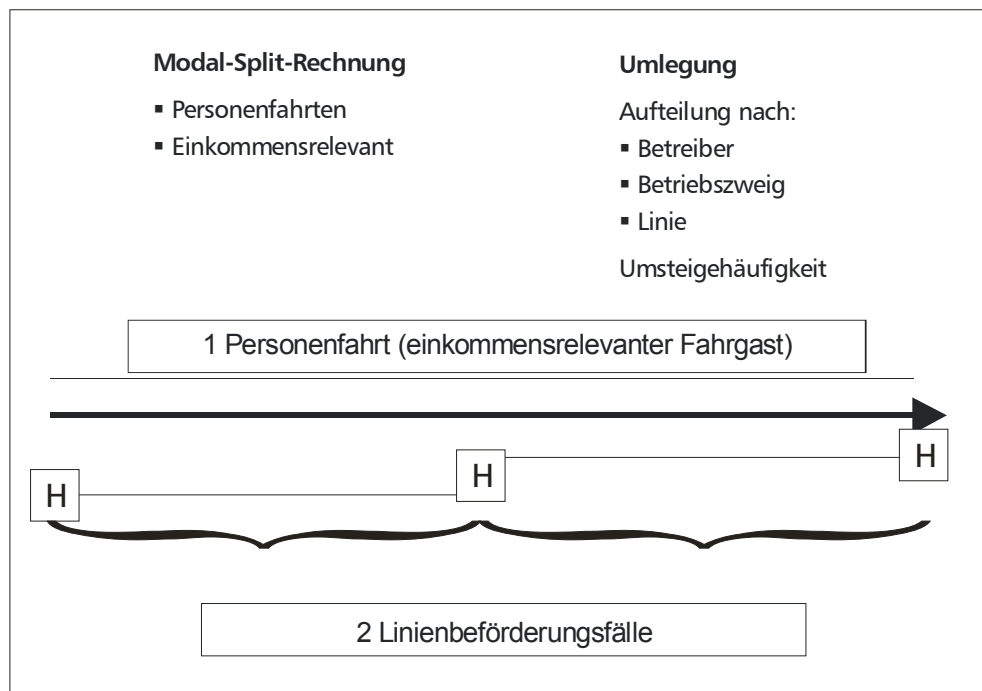 Modal-Split-Rechnung
▪ Personenfahrten
▪ Einkommensrelevant
Umlegung
Aufteilung nach:
▪ Betreiber
▪ Betriebszweig
▪ Linie
Umsteigehäufigkeit
1 Personenfahrt (einkommensrelevanter Fahrgast)
H
H
H
2 Linienbeförderungsfälle